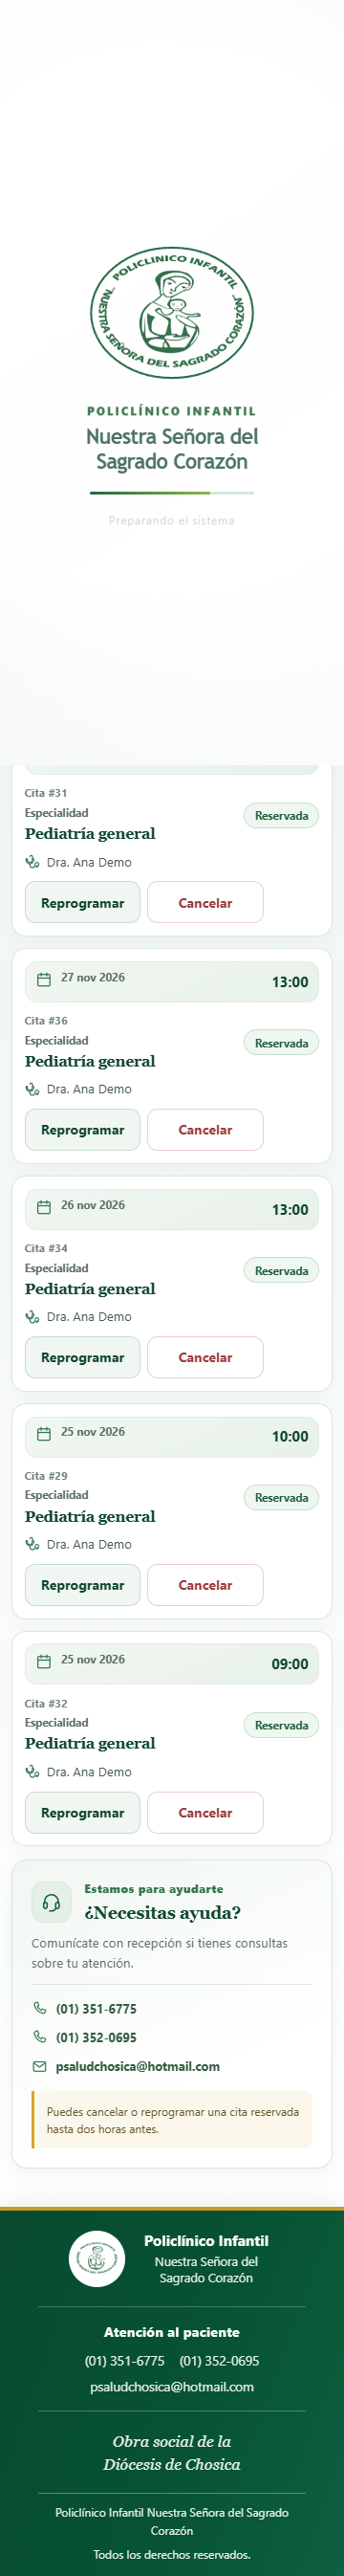 POLICLINICO INFANTIL
NUESTRA SEÑORA DEL SAGRADO CORAZÓN
POLICLÍNICO INFANTIL
Nuestra Señora del
Sagrado Corazón
Preparando el sistema
Cita #31
Especialidad
Reservada
Pediatría general
Dra. Ana Demo
Reprogramar Cancelar
27 nov 2026 13:00
Cita #36
Especialidad
Reservada
Pediatría general
Dra. Ana Demo
Reprogramar Cancelar
26 nov 2026 13:00
Cita #34
Especialidad
Reservada
Pediatría general
Dra. Ana Demo
Reprogramar Cancelar
25 nov 2026 10:00
Cita #29
Especialidad
Reservada
Pediatría general
Dra. Ana Demo
Reprogramar Cancelar
25 nov 2026 09:00
Cita #32
Especialidad
Reservada
Pediatría general
Dra. Ana Demo
Reprogramar Cancelar
Estamos para ayudarte
¿Necesitas ayuda?
Comunícate con recepción si tienes consultas
sobre tu atención.
(01) 351-6775
(01) 352-0695
psaludchosica@hotmail.com
Puedes cancelar o reprogramar una cita reservada
hasta dos horas antes.
Policlínico Infantil
Nuestra Señora del
Sagrado Corazón
Atención al paciente
(01) 351-6775 (01) 352-0695
psaludchosica@hotmail.com
Obra social de la
Diócesis de Chosica
Policlínico Infantil Nuestra Señora del Sagrado
Corazón
Todos los derechos reservados.